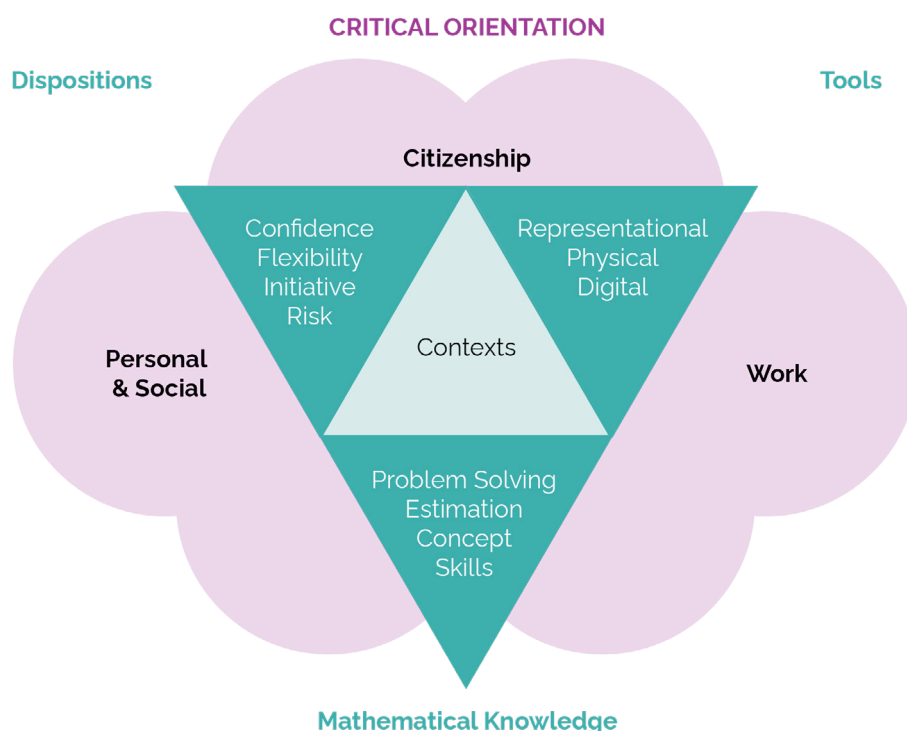 CRITICAL ORIENTATION
Dispositions
Tools
Citizenship
Confidence
Flexibility
Initiative
Risk
Representational
Physical
Digital
Contexts
Personal
& Social
Work
Problem Solving
Estimation
Concept
Skills
Mathematical Knowledge